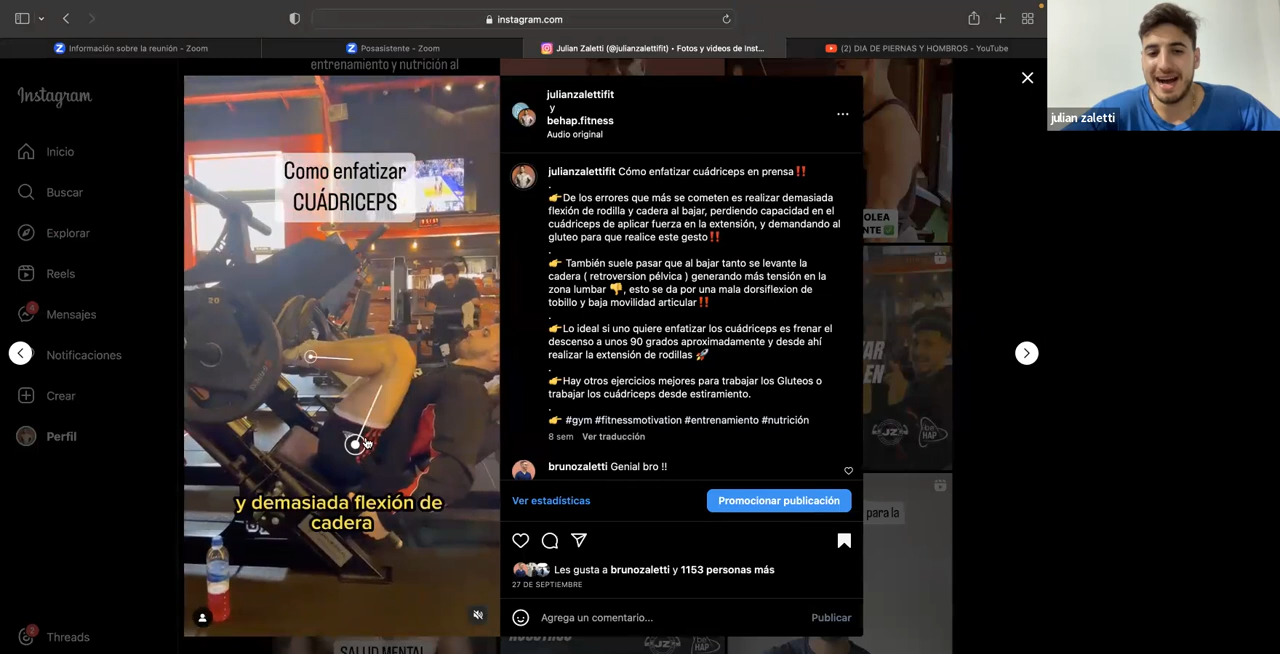 instagram.com
Información sobre la reunión - Zoom
Posasistente - Zoom
Julian Zaletti (@julianzalettifit) • Fotos y videos de Inst...
(2) DIA DE PIERNAS Y HOMBROS - YouTube
julian zaletti
entrenamiento y nutrición al
Instagram
Inicio
Buscar
Explorar
Reels
4
Mensajes
Notificaciones
Crear
Perfil
2
Threads
Como enfatizar
CUÁDRICEPS
y demasiada flexión de
cadera
julianzalettifit
y
behap.fitness
Audio original
julianzalettifit Cómo enfatizar cuádriceps en prensa‼️
.
👉De los errores que más se cometen es realizar demasiada
flexión de rodilla y cadera al bajar, perdiendo capacidad en el
cuádriceps de aplicar fuerza en la extensión, y demandando al
gluteo para que realice este gesto‼️
.
👉 También suele pasar que al bajar tanto se levante la
cadera ( retroversion pélvica ) generando más tensión en la
zona lumbar 👎, esto se da por una mala dorsiflexion de
tobillo y baja movilidad articular‼️
.
👉Lo ideal si uno quiere enfatizar los cuádriceps es frenar el
descenso a unos 90 grados aproximadamente y desde ahí
realizar la extensión de rodillas 🚀
.
👉Hay otros ejercicios mejores para trabajar los Gluteos o
trabajar los cuádriceps desde estiramiento.
.
👉 #gym #fitnessmotivation #entrenamiento #nutrición
8 sem Ver traducción
brunozaletti Genial bro !!
Ver estadísticas
Promocionar publicación
Les gusta a brunozaletti y 1153 personas más
27 DE SEPTIEMBRE
Agrega un comentario...
Publicar
OLEA
NTE ✅
JZ
BE
HAP
para la
SALUD MENTAL
JZ